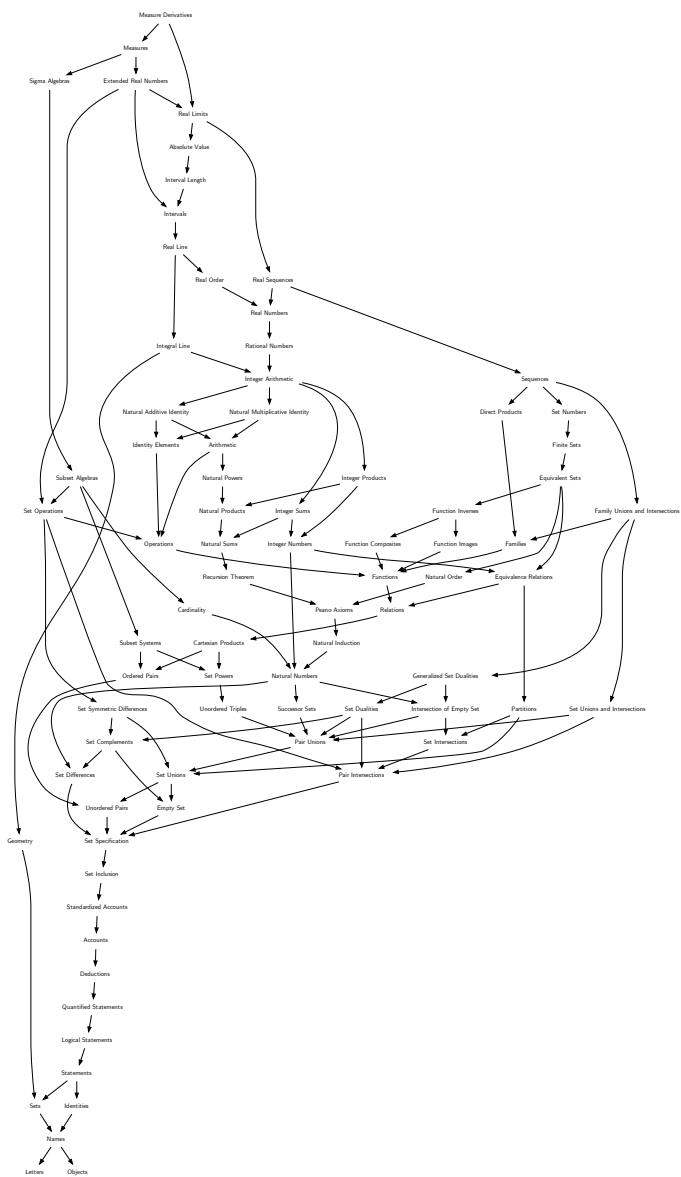 Measure Derivatives
Measures
Sigma Algebras
Extended Real Numbers
Real Limits
Absolute Value
Interval Length
Intervals
Real Line
Real Order
Real Sequences
Real Numbers
Integral Line
Rational Numbers
Integer Arithmetic
Sequences
Natural Additive Identity
Natural Multiplicative Identity
Direct Products
Set Numbers
Identity Elements
Arithmetic
Finite Sets
Subset Algebras
Natural Powers
Integer Products
Equivalent Sets
Set Operations
Natural Products
Integer Sums
Function Inverses
Family Unions and Intersections
Operations
Natural Sums
Integer Numbers
Function Composites
Function Images
Families
Recursion Theorem
Functions
Natural Order
Equivalence Relations
Cardinality
Peano Axioms
Relations
Subset Systems
Cartesian Products
Natural Induction
Ordered Pairs
Set Powers
Natural Numbers
Generalized Set Dualities
Set Symmetric Differences
Unordered Triples
Successor Sets
Set Dualities
Intersection of Empty Set
Partitions
Set Unions and Intersections
Set Complements
Pair Unions
Set Intersections
Set Differences
Set Unions
Pair Intersections
Unordered Pairs
Empty Set
Geometry
Set Specification
Set Inclusion
Standardized Accounts
Accounts
Deductions
Quantified Statements
Logical Statements
Statements
Sets
Identities
Names
Letters
Objects